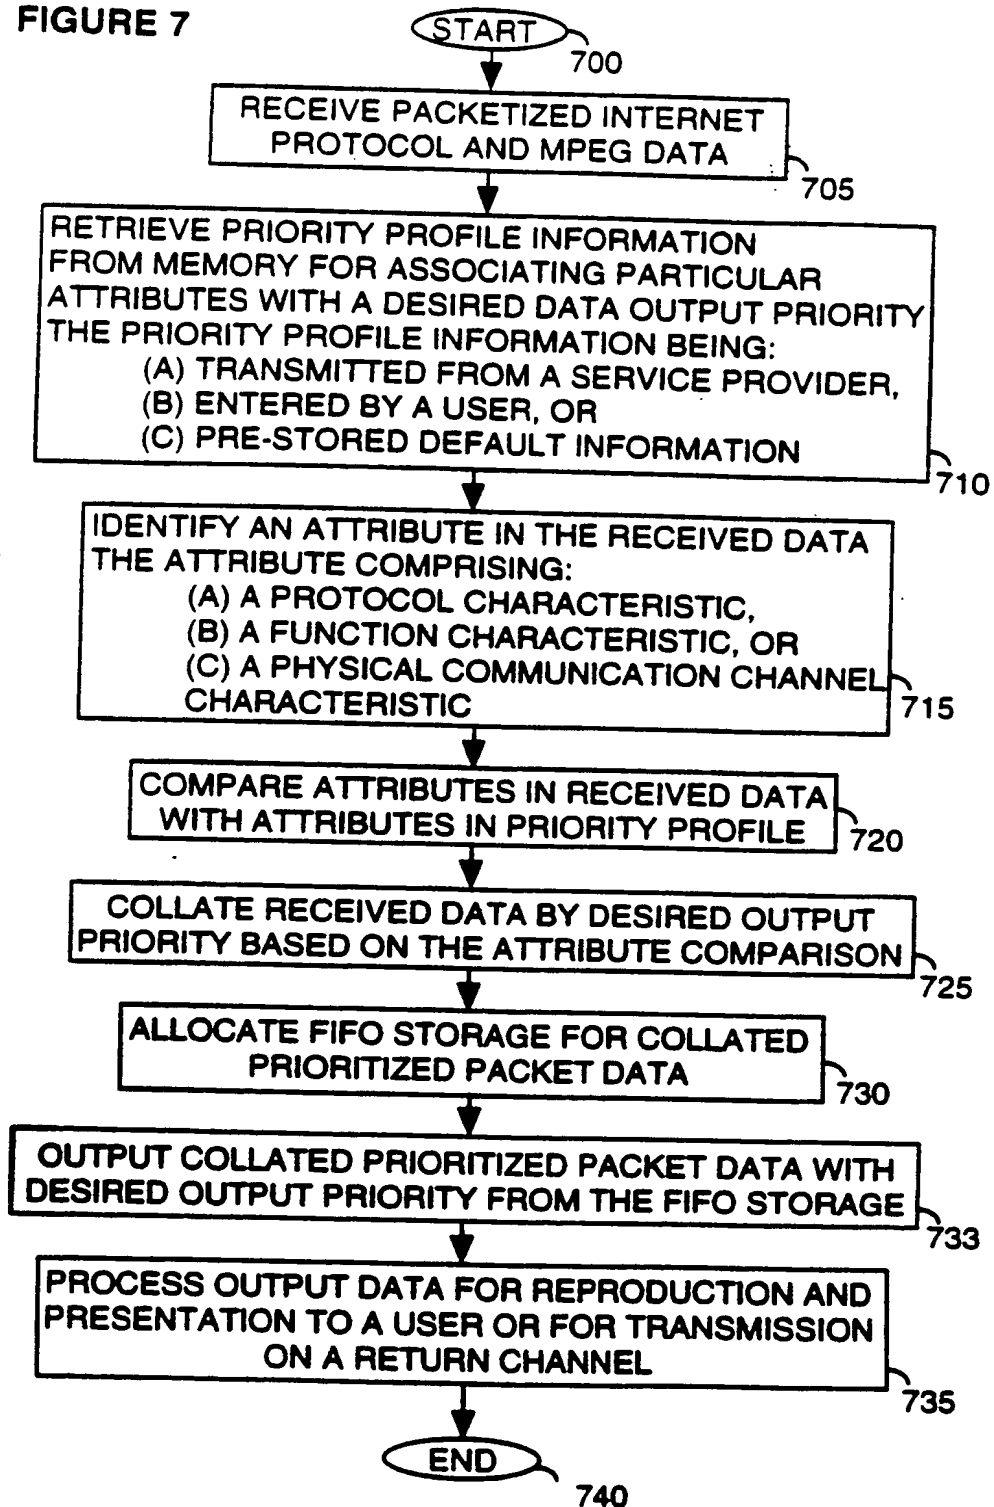 FIGURE 7
START
700
RECEIVE PACKETIZED INTERNET
PROTOCOL AND MPEG DATA
705
RETRIEVE PRIORITY PROFILE INFORMATION
FROM MEMORY FOR ASSOCIATING PARTICULAR
ATTRIBUTES WITH A DESIRED DATA OUTPUT PRIORITY
THE PRIORITY PROFILE INFORMATION BEING:
(A) TRANSMITTED FROM A SERVICE PROVIDER,
(B) ENTERED BY A USER, OR
(C) PRE-STORED DEFAULT INFORMATION
710
IDENTIFY AN ATTRIBUTE IN THE RECEIVED DATA
THE ATTRIBUTE COMPRISING:
(A) A PROTOCOL CHARACTERISTIC,
(B) A FUNCTION CHARACTERISTIC, OR
(C) A PHYSICAL COMMUNICATION CHANNEL
CHARACTERISTIC
715
COMPARE ATTRIBUTES IN RECEIVED DATA
WITH ATTRIBUTES IN PRIORITY PROFILE
720
COLLATE RECEIVED DATA BY DESIRED OUTPUT
PRIORITY BASED ON THE ATTRIBUTE COMPARISON
725
ALLOCATE FIFO STORAGE FOR COLLATED
PRIORITIZED PACKET DATA
730
OUTPUT COLLATED PRIORITIZED PACKET DATA WITH
DESIRED OUTPUT PRIORITY FROM THE FIFO STORAGE
733
PROCESS OUTPUT DATA FOR REPRODUCTION AND
PRESENTATION TO A USER OR FOR TRANSMISSION
ON A RETURN CHANNEL
735
END
740